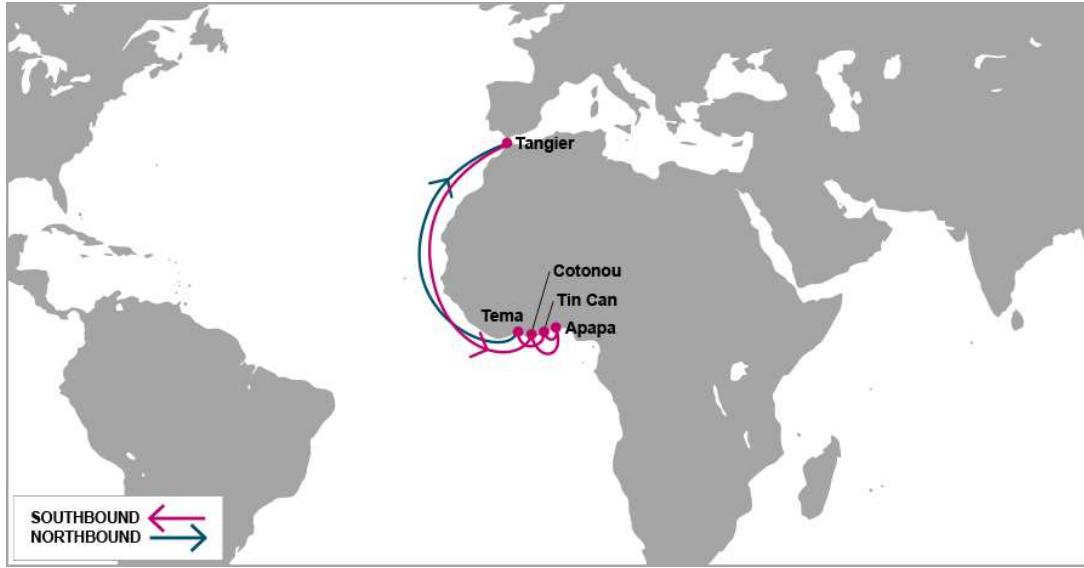 Tangier
Cotonou
Tin Can
Tema
Apapa
SOUTHBOUND
NORTHBOUND